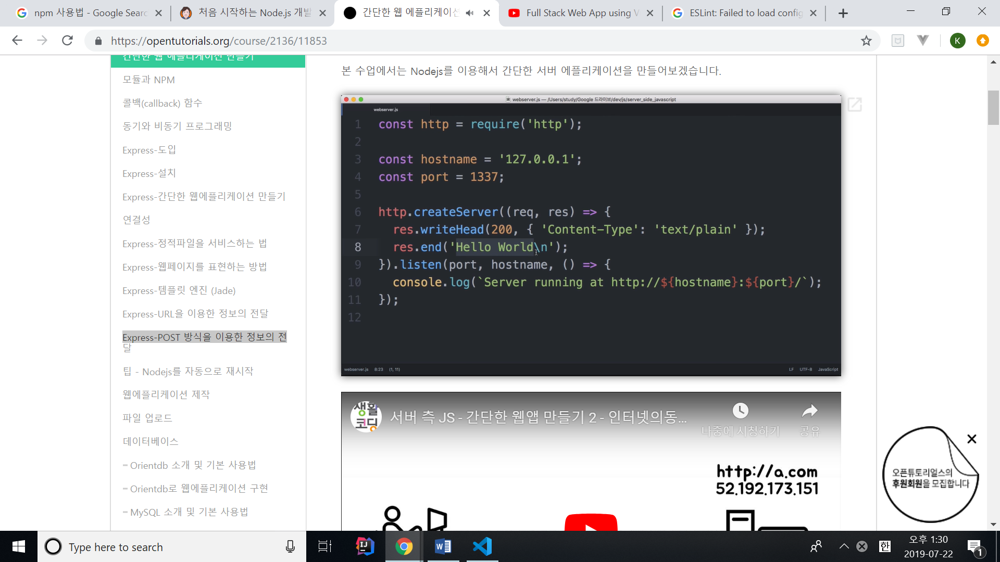 npm 사용법 - Google Searc
처음 시작하는 Node.js 개발
간단한 웹 에플리케이션
Full Stack Web App using V
ESLint: Failed to load config
https://opentutorials.org/course/2136/11853
K
간단한 웹 에플리케이션 만들기
모듈과 NPM
콜백(callback) 함수
동기와 비동기 프로그래밍
Express-도입
Express-설치
Express-간단한 웹에플리케이션 만들기
연결성
Express-정적파일을 서비스하는 법
Express-웹페이지를 표현하는 방법
Express-템플릿 엔진 (Jade)
Express-URL을 이용한 정보의 전달
Express-POST 방식을 이용한 정보의 전
달
팁 - Nodejs를 자동으로 재시작
웹에플리케이션 제작
파일 업로드
데이터베이스
Orientdb 소개 및 기본 사용법
Orientdb로 웹에플리케이션 구현
MySQL 소개 및 기본 사용법
본 수업에서는 Nodejs를 이용해서 간단한 서버 에플리케이션을 만들어보겠습니다.
webserver.js — /Users/study/Google 드라이브/dev/js/server_side_javascript
webserver.js
1 const http = require('http');
2
3 const hostname = '127.0.0.1';
4 const port = 1337;
5
6 http.createServer((req, res) => {
7 res.writeHead(200, { 'Content-Type': 'text/plain' });
8 res.end('Hello World\n');
9 }).listen(port, hostname, () => {
10 console.log(`Server running at http://${hostname}:${port}/`);
11 });
12
webserver.js 8:23 (1, 11) LF UTF-8 JavaScript
생활
코딩
서버 측 JS - 간단한 웹앱 만들기 2 - 인터넷의동...
나중에 시청하기
공유
http://a.com
52.192.173.151
오픈튜토리얼스의
후원회원을 모집합니다
Type here to search
IJ
W
한
오후 1:30
2019-07-22
1